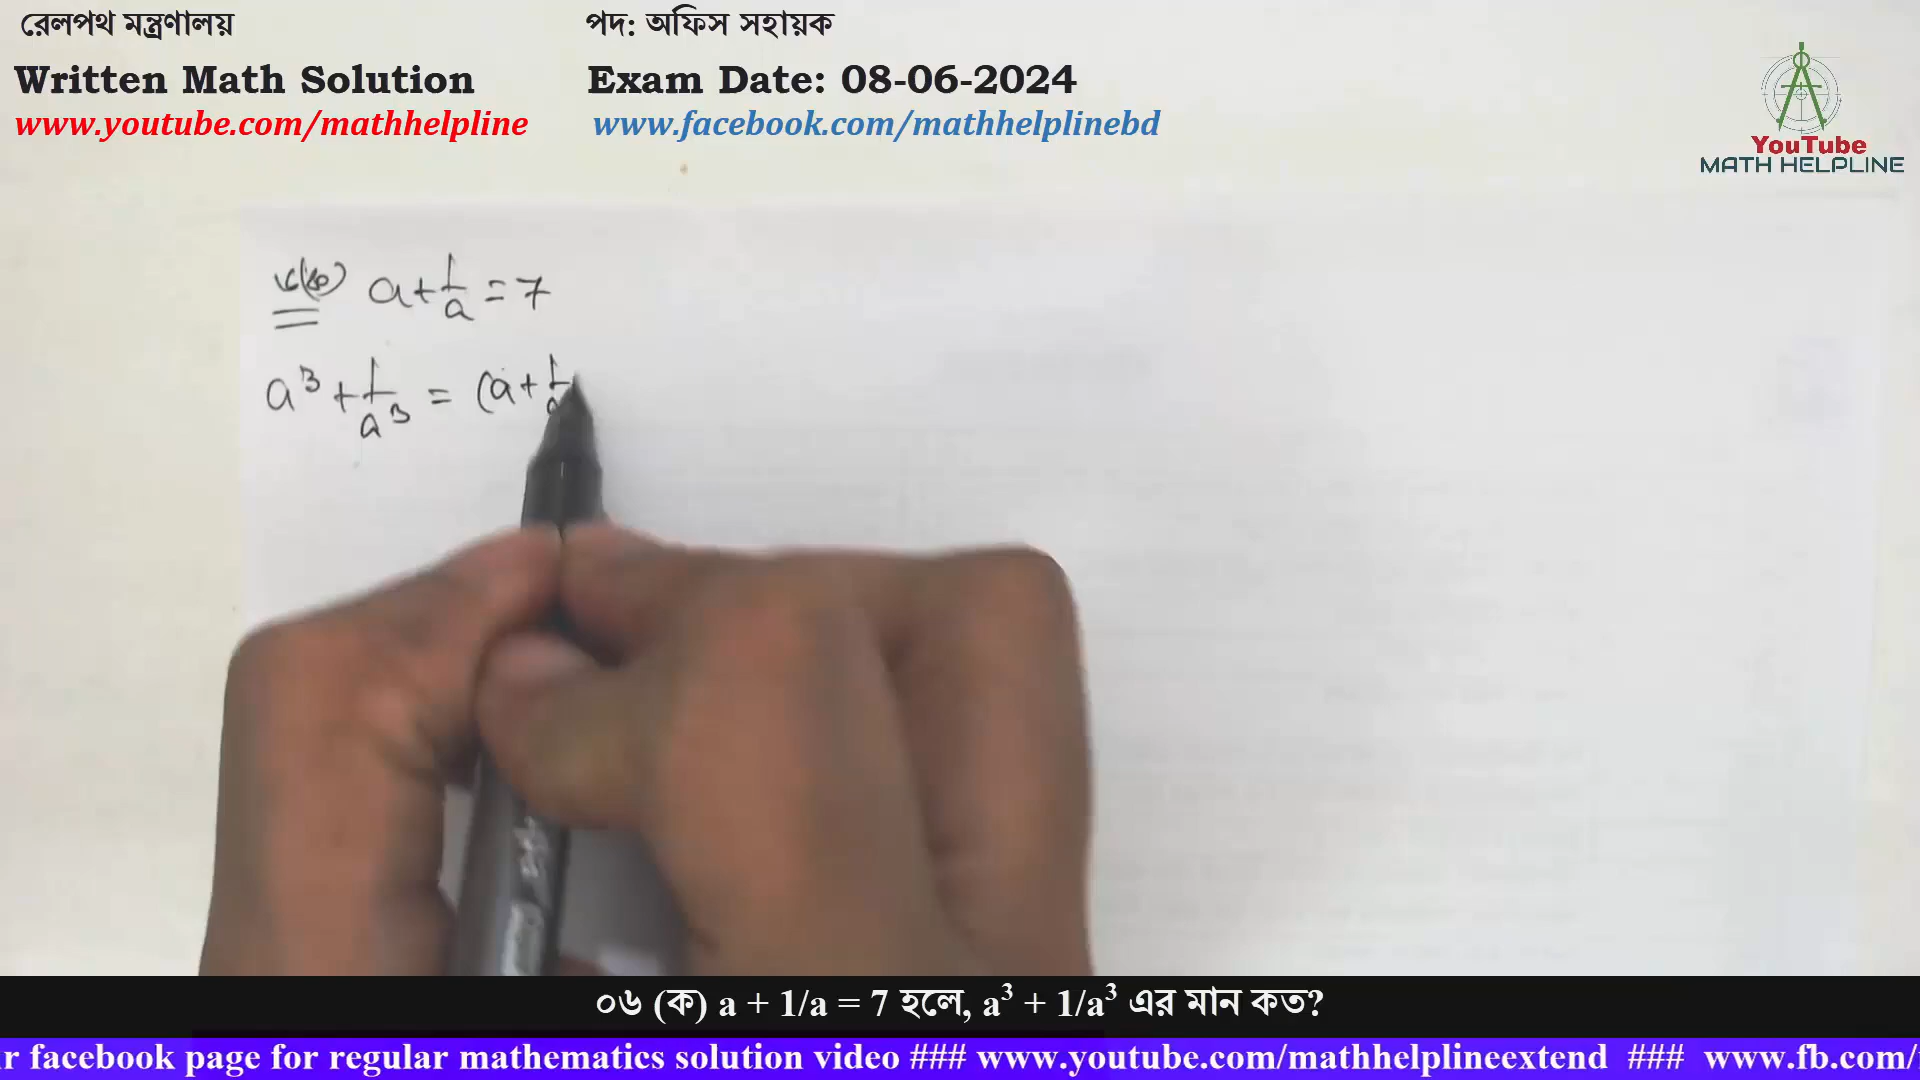 রেলপথ মন্ত্রণালয়
পদ: অফিস সহায়ক
Written Math Solution
Exam Date: 08-06-2024
www.youtube.com/mathhelpline
www.facebook.com/mathhelplinebd
YouTube
MATH HELPLINE
৬(ক) a + 1/a = 7
a³ + 1/a³ = (a + 1/a
০৬ (ক) a + 1/a = 7 হলে, a³ + 1/a³ এর মান কত?
r facebook page for regular mathematics solution video ### www.youtube.com/mathhelplineextend ### www.fb.com/